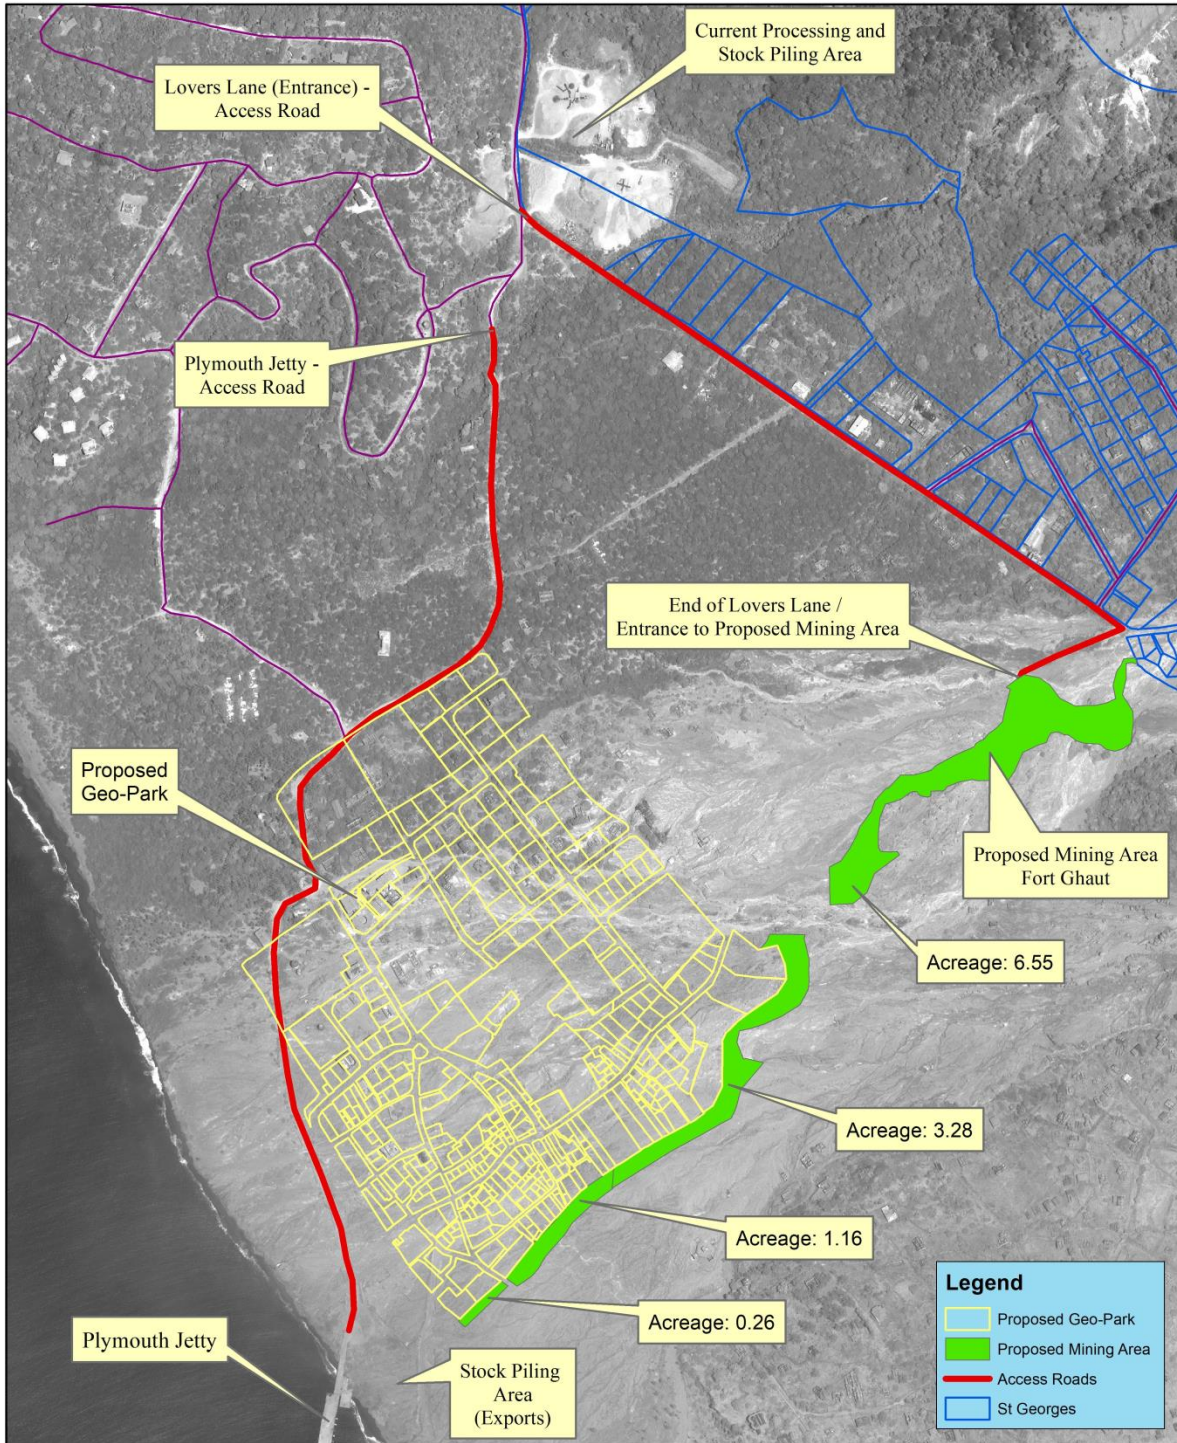 Current Processing and
Stock Piling Area
Lovers Lane (Entrance) -
Access Road
Plymouth Jetty -
Access Road
End of Lovers Lane /
Entrance to Proposed Mining Area
Proposed
Geo-Park
Proposed Mining Area
Fort Ghaut
Acreage: 6.55
Acreage: 3.28
Acreage: 1.16
Acreage: 0.26
Plymouth Jetty
Stock Piling
Area
(Exports)
Legend
Proposed Geo-Park
Proposed Mining Area
Access Roads
St Georges